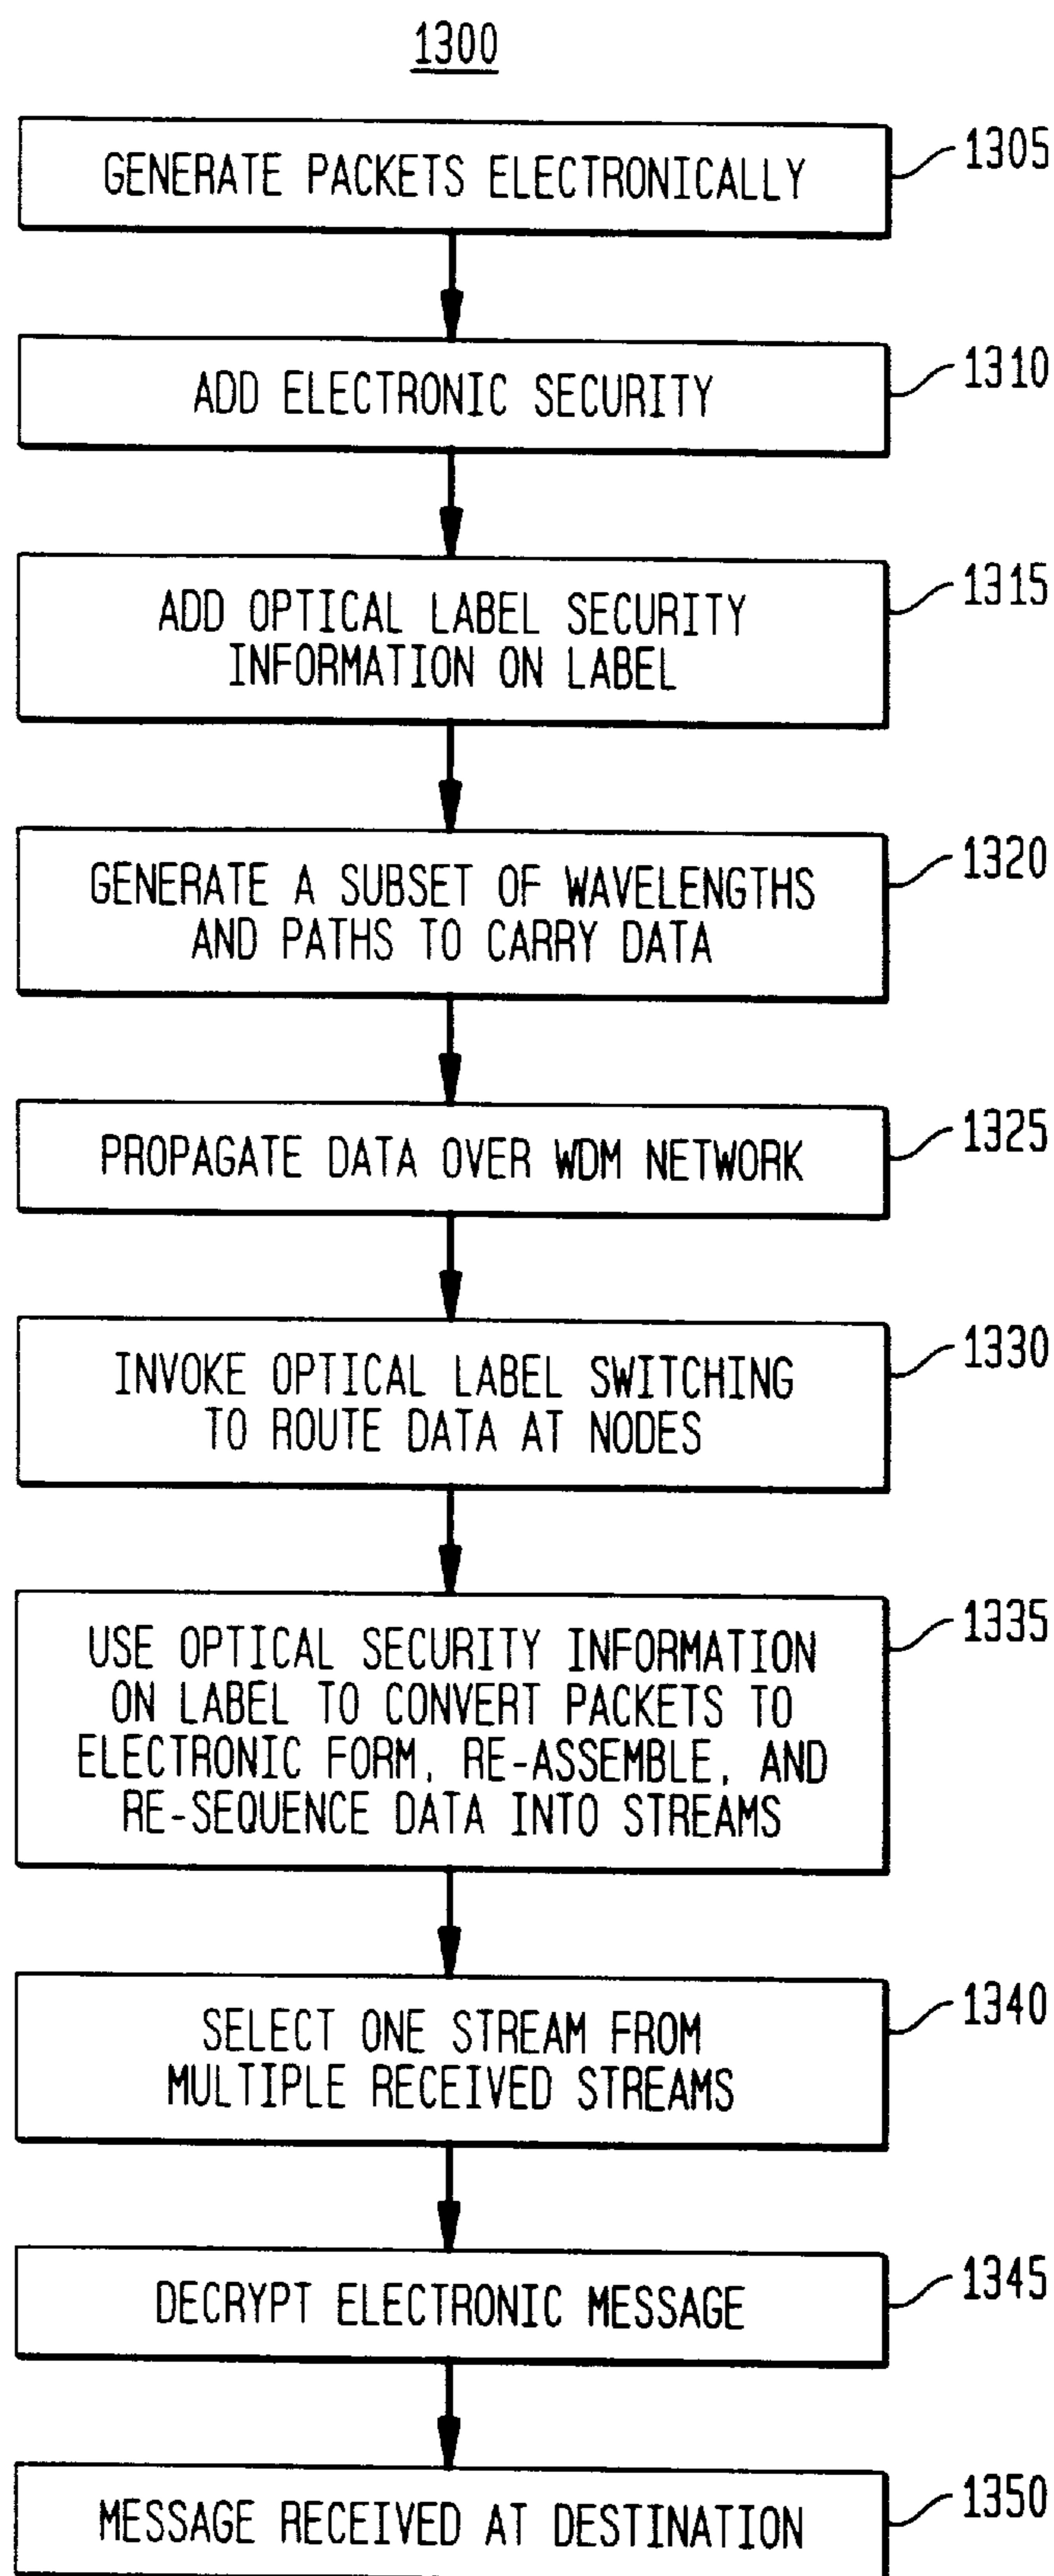 1300
GENERATE PACKETS ELECTRONICALLY
1305
ADD ELECTRONIC SECURITY
1310
ADD OPTICAL LABEL SECURITY
INFORMATION ON LABEL
1315
GENERATE A SUBSET OF WAVELENGTHS
AND PATHS TO CARRY DATA
1320
PROPAGATE DATA OVER WDM NETWORK
1325
INVOKE OPTICAL LABEL SWITCHING
TO ROUTE DATA AT NODES
1330
USE OPTICAL SECURITY INFORMATION
ON LABEL TO CONVERT PACKETS TO
ELECTRONIC FORM, RE-ASSEMBLE, AND
RE-SEQUENCE DATA INTO STREAMS
1335
SELECT ONE STREAM FROM
MULTIPLE RECEIVED STREAMS
1340
DECRYPT ELECTRONIC MESSAGE
1345
MESSAGE RECEIVED AT DESTINATION
1350